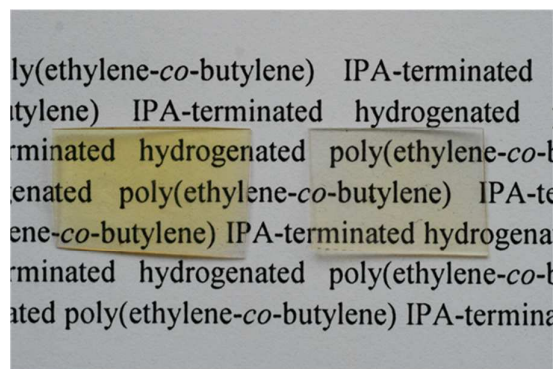 ly(ethylene-co-butylene) IPA-terminated
tylene) IPA-terminated hydrogenated
rminated hydrogenated poly(ethylene-co-b
enated poly(ethylene-co-butylene) IPA-te
ene-co-butylene) IPA-terminated hydrogena
rminated hydrogenated poly(ethylene-co-b
ated poly(ethylene-co-butylene) IPA-termina